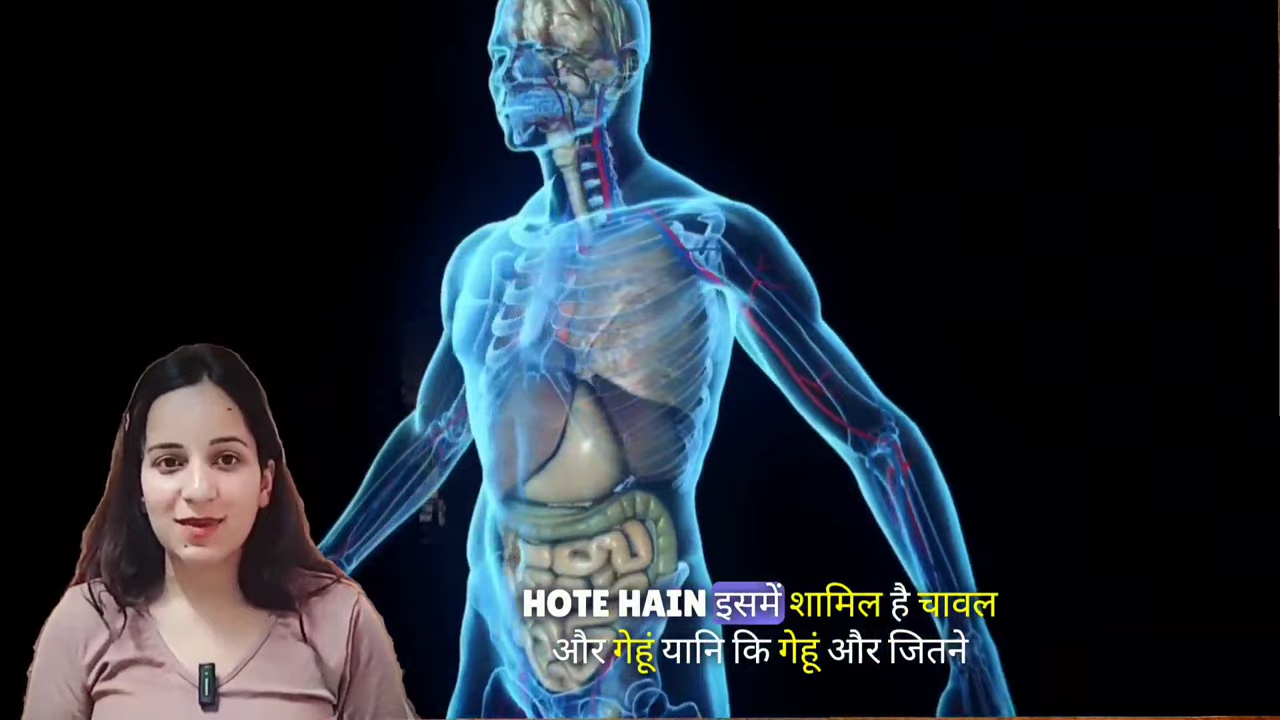 HOTE HAIN इसमें शामिल है चावल
और गेहूं यानि कि गेहूं और जितने